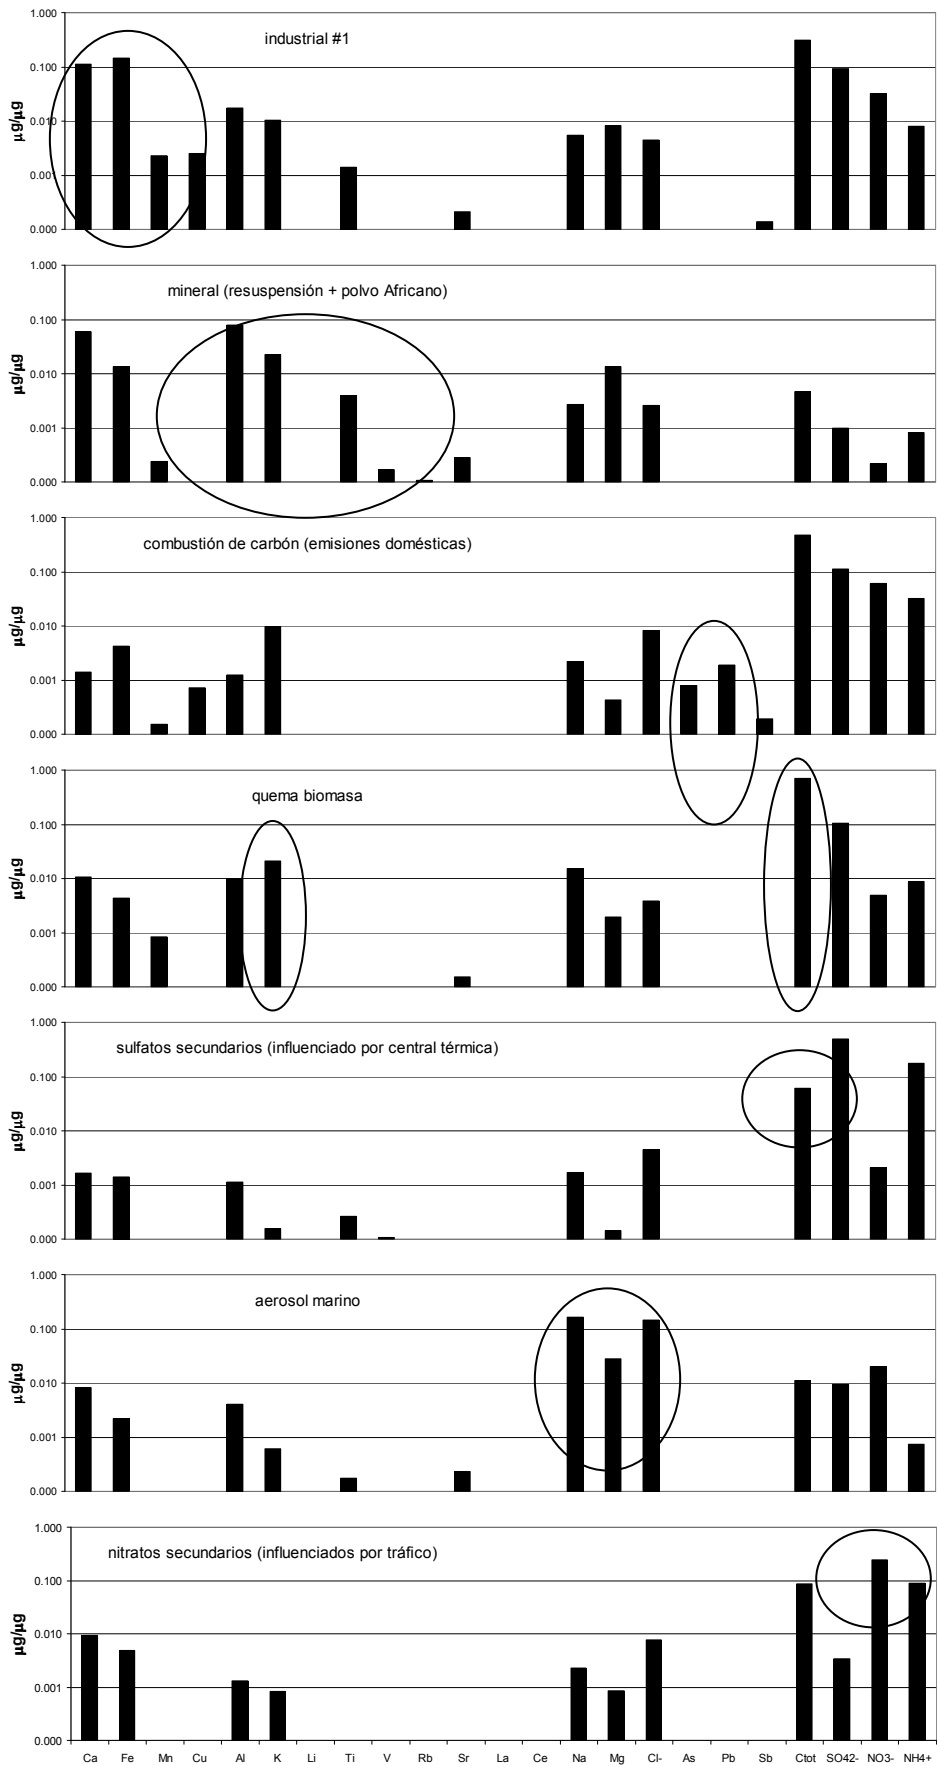 industrial #1
µg/µg
1.000
0.100
0.010
0.001
0.000
mineral (resuspensión + polvo Africano)
µg/µg
1.000
0.100
0.010
0.001
0.000
combustión de carbón (emisiones domésticas)
µg/µg
1.000
0.100
0.010
0.001
0.000
quema biomasa
µg/µg
1.000
0.100
0.010
0.001
0.000
sulfatos secundarios (influenciado por central térmica)
µg/µg
1.000
0.100
0.010
0.001
0.000
aerosol marino
µg/µg
1.000
0.100
0.010
0.001
0.000
nitratos secundarios (influenciados por tráfico)
µg/µg
1.000
0.100
0.010
0.001
0.000
Ca Fe Mn Cu Al K Li Ti V Rb Sr La Ce Na Mg Cl- As Pb Sb Ctot SO42- NO3- NH4+